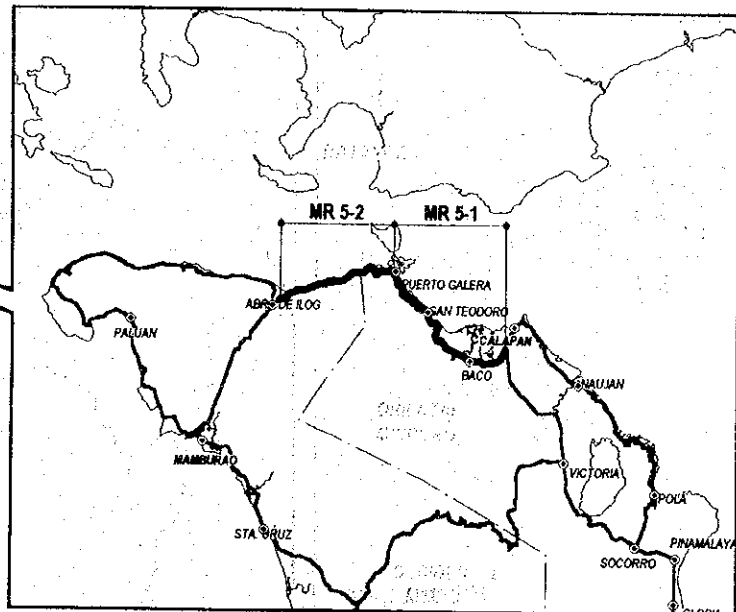 MR 5-2
MR 5-1
PUERTO GALERA
ABRA DE ILOG
SAN TEODORO
PALUAN
CALAPAN
BACO
NAUJAN
MAMBURAO
VICTORIA
POLA
STA. CRUZ
PINAMALAYA
SOCORRO